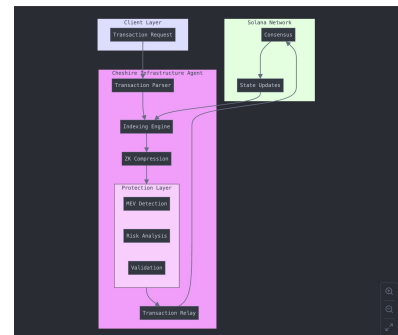 Client Layer
Transaction Request
Solana Network
Consensus
State Updates
Cheshire Infrastructure Agent
Transaction Parser
Indexing Engine
ZK Compression
Protection Layer
MEV Detection
Risk Analysis
Validation
Transaction Relay